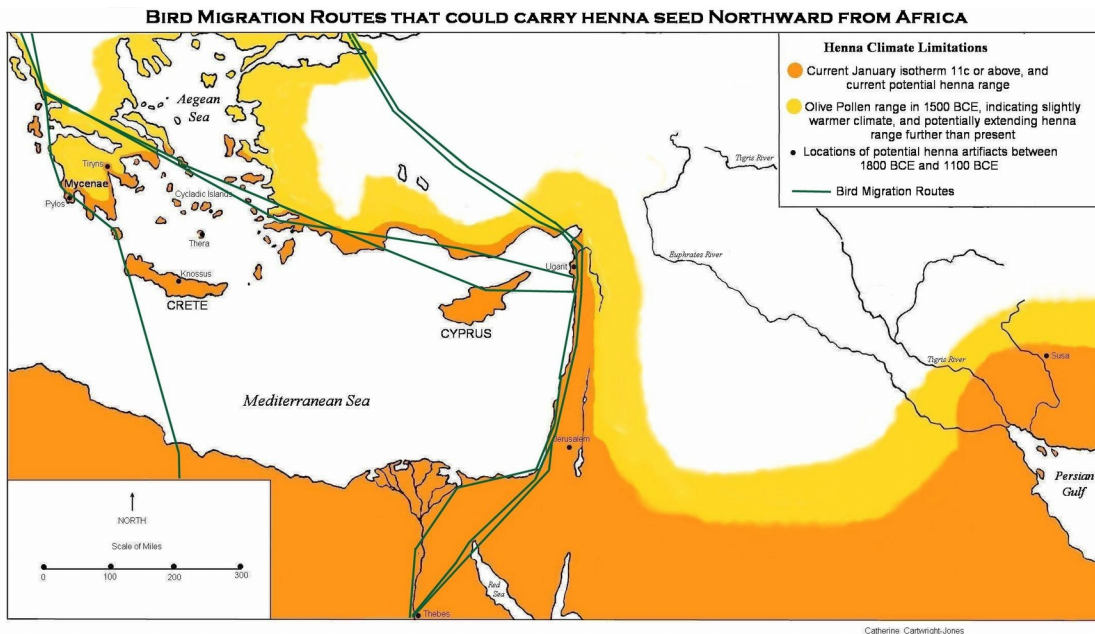 Bird Migration Routes that could carry henna seed Northward from Africa
Henna Climate Limitations
Current January isotherm 11c or above, and
current potential henna range
Olive Pollen range in 1500 BCE, indicating slightly
warmer climate, and potentially extending henna
range further than present
Locations of potential henna artifacts between
1800 BCE and 1100 BCE
Bird Migration Routes
Aegean
Sea
Tiryns
Mycenae
Pylos
Cycladic Islands
Thera
Knossus
CRETE
CYPRUS
Ugarit
Tigris River
Euphrates River
Tigris River
Susa
Mediterranean Sea
Jerusalem
Persian
Gulf
Red
Sea
Thebes
NORTH
Scale of Miles
0 100 200 300
Catherine Cartwright-Jones